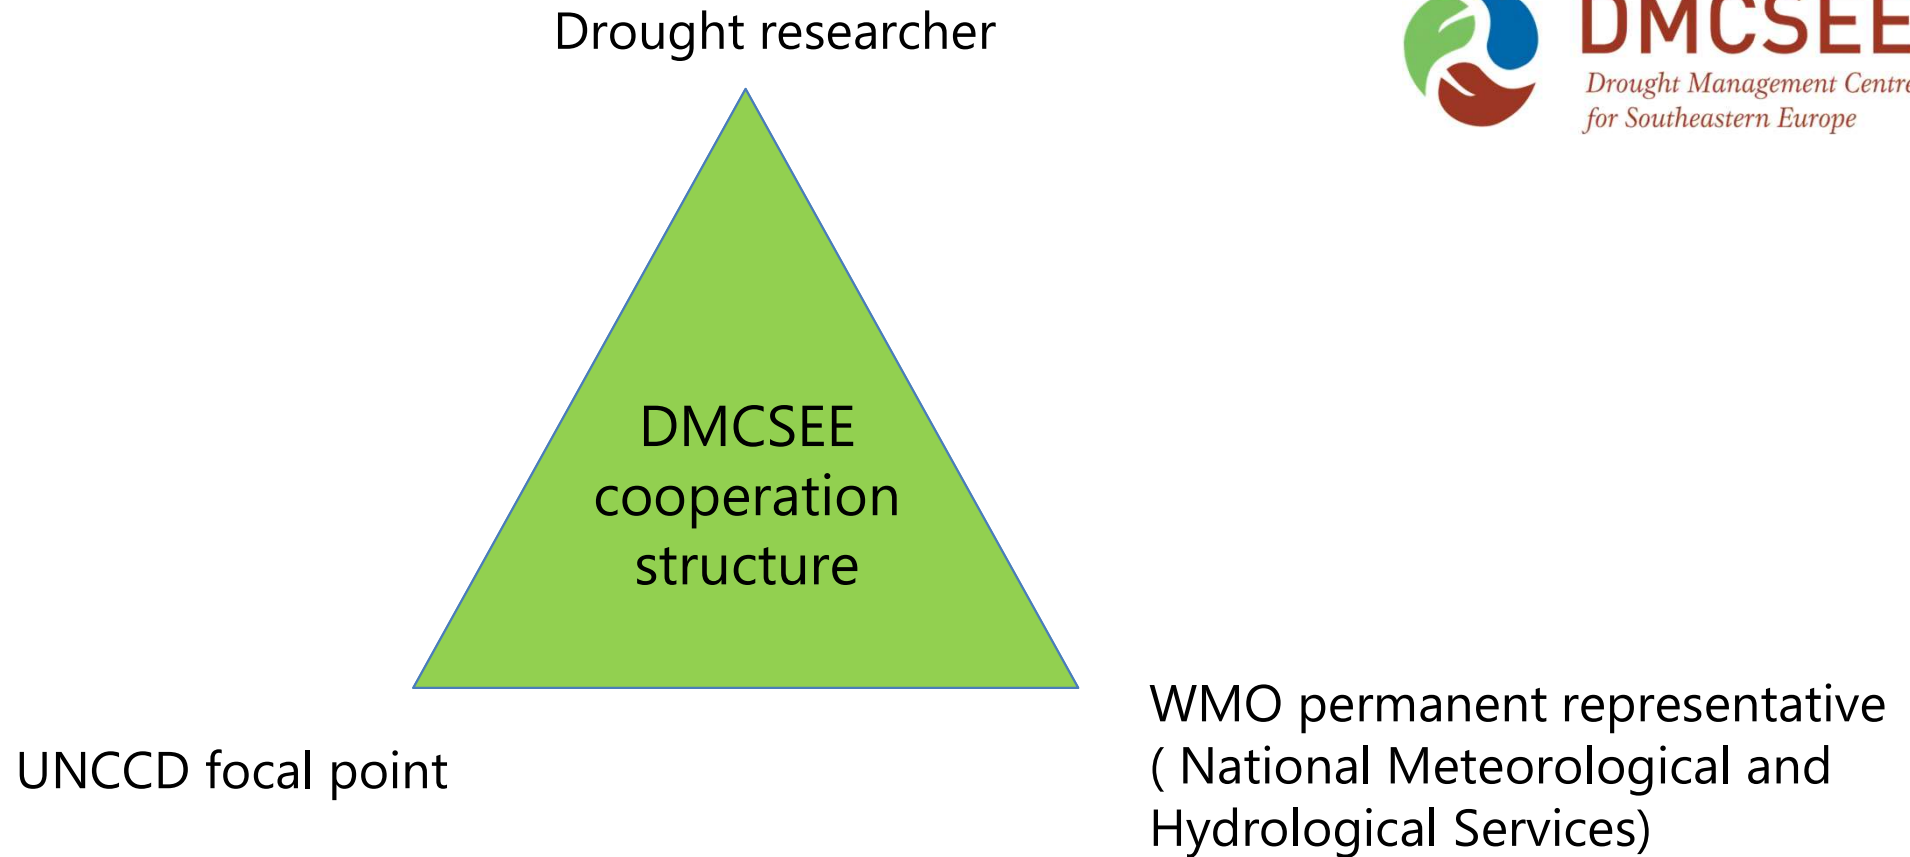 Drought researcher
DMCSEE
Drought Management Centre
for Southeastern Europe
DMCSEE
cooperation
structure
UNCCD focal point
WMO permanent representative
( National Meteorological and
Hydrological Services)